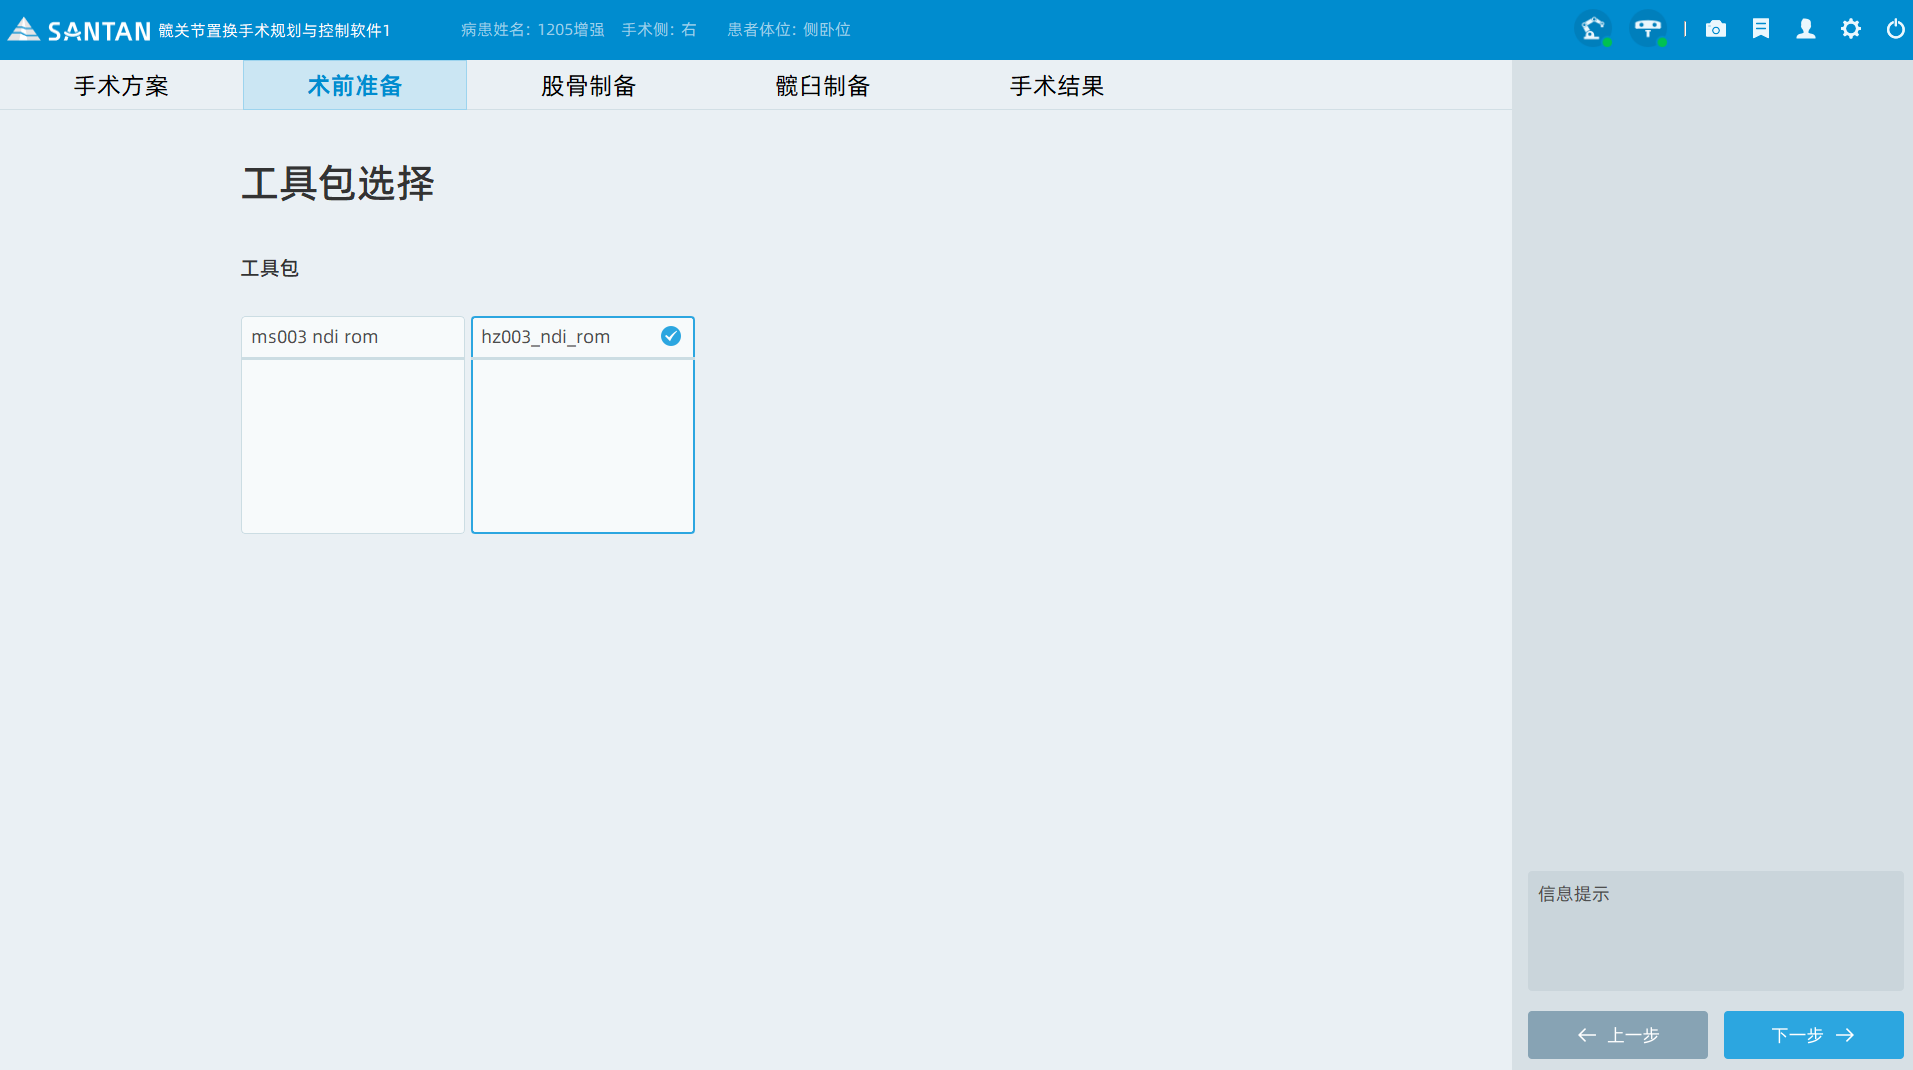 SANTAN 髋关节置换手术规划与控制软件1 病患姓名：1205增强 手术侧：右 患者体位：侧卧位
手术方案 术前准备 股骨制备 髋臼制备 手术结果
工具包选择
工具包
ms003 ndi rom hz003_ndi_rom
信息提示
上一步 下一步